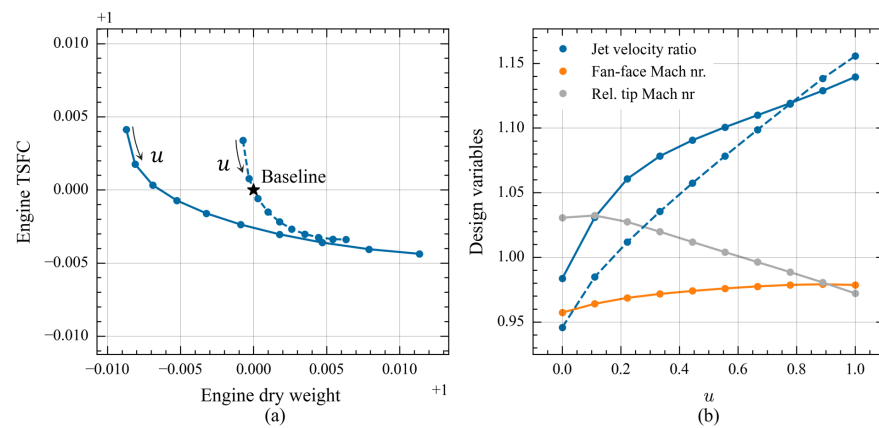 +1
0.010
0.005
0.000
−0.005
−0.010
Engine TSFC
u
u
Baseline
−0.010
−0.005
0.000
0.005
0.010
+1
Engine dry weight
(a)
Jet velocity ratio
Fan-face Mach nr.
Rel. tip Mach nr
1.15
1.10
1.05
1.00
0.95
Design variables
0.0
0.2
0.4
0.6
0.8
1.0
u
(b)